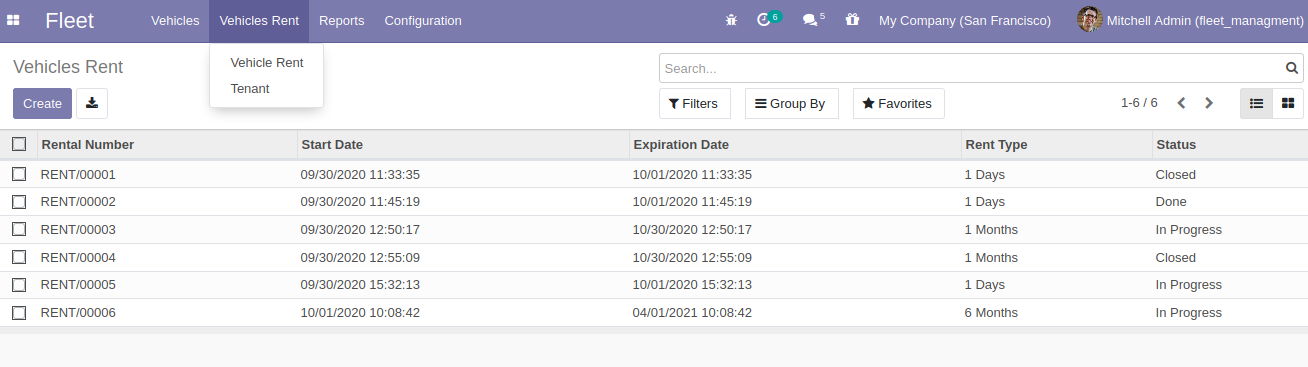 Fleet Vehicles Vehicles Rent Reports Configuration 6 5 My Company (San Francisco) Mitchell Admin (fleet_managment)
Vehicle Rent
Tenant
Vehicles Rent
Search...
Create Filters Group By Favorites 1-6 / 6
Rental Number Start Date Expiration Date Rent Type Status
RENT/00001 09/30/2020 11:33:35 10/01/2020 11:33:35 1 Days Closed
RENT/00002 09/30/2020 11:45:19 10/01/2020 11:45:19 1 Days Done
RENT/00003 09/30/2020 12:50:17 10/30/2020 12:50:17 1 Months In Progress
RENT/00004 09/30/2020 12:55:09 10/30/2020 12:55:09 1 Months Closed
RENT/00005 09/30/2020 15:32:13 10/01/2020 15:32:13 1 Days In Progress
RENT/00006 10/01/2020 10:08:42 04/01/2021 10:08:42 6 Months In Progress